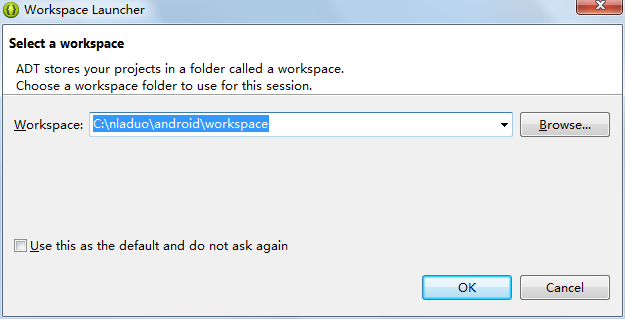 Workspace Launcher
Select a workspace
ADT stores your projects in a folder called a workspace.
Choose a workspace folder to use for this session.
Workspace: C:\nladuo\android\workspace Browse...
Use this as the default and do not ask again
OK Cancel